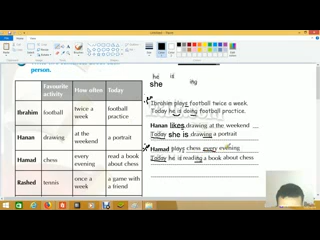 person.
he is
she ing
Favourite activity How often Today
Ibrahim football twice a week football practice
Hanan drawing at the weekend a portrait
Hamad chess every evening read a book about chess
Rashed tennis once a week a game with a friend
Ibrahim plays football twice a week.
Today he is doing football practice.
Hanan likes drawing at the weekend
Today she is drawing a portrait
Hamad plays chess every evening
Today he is reading a book about chess